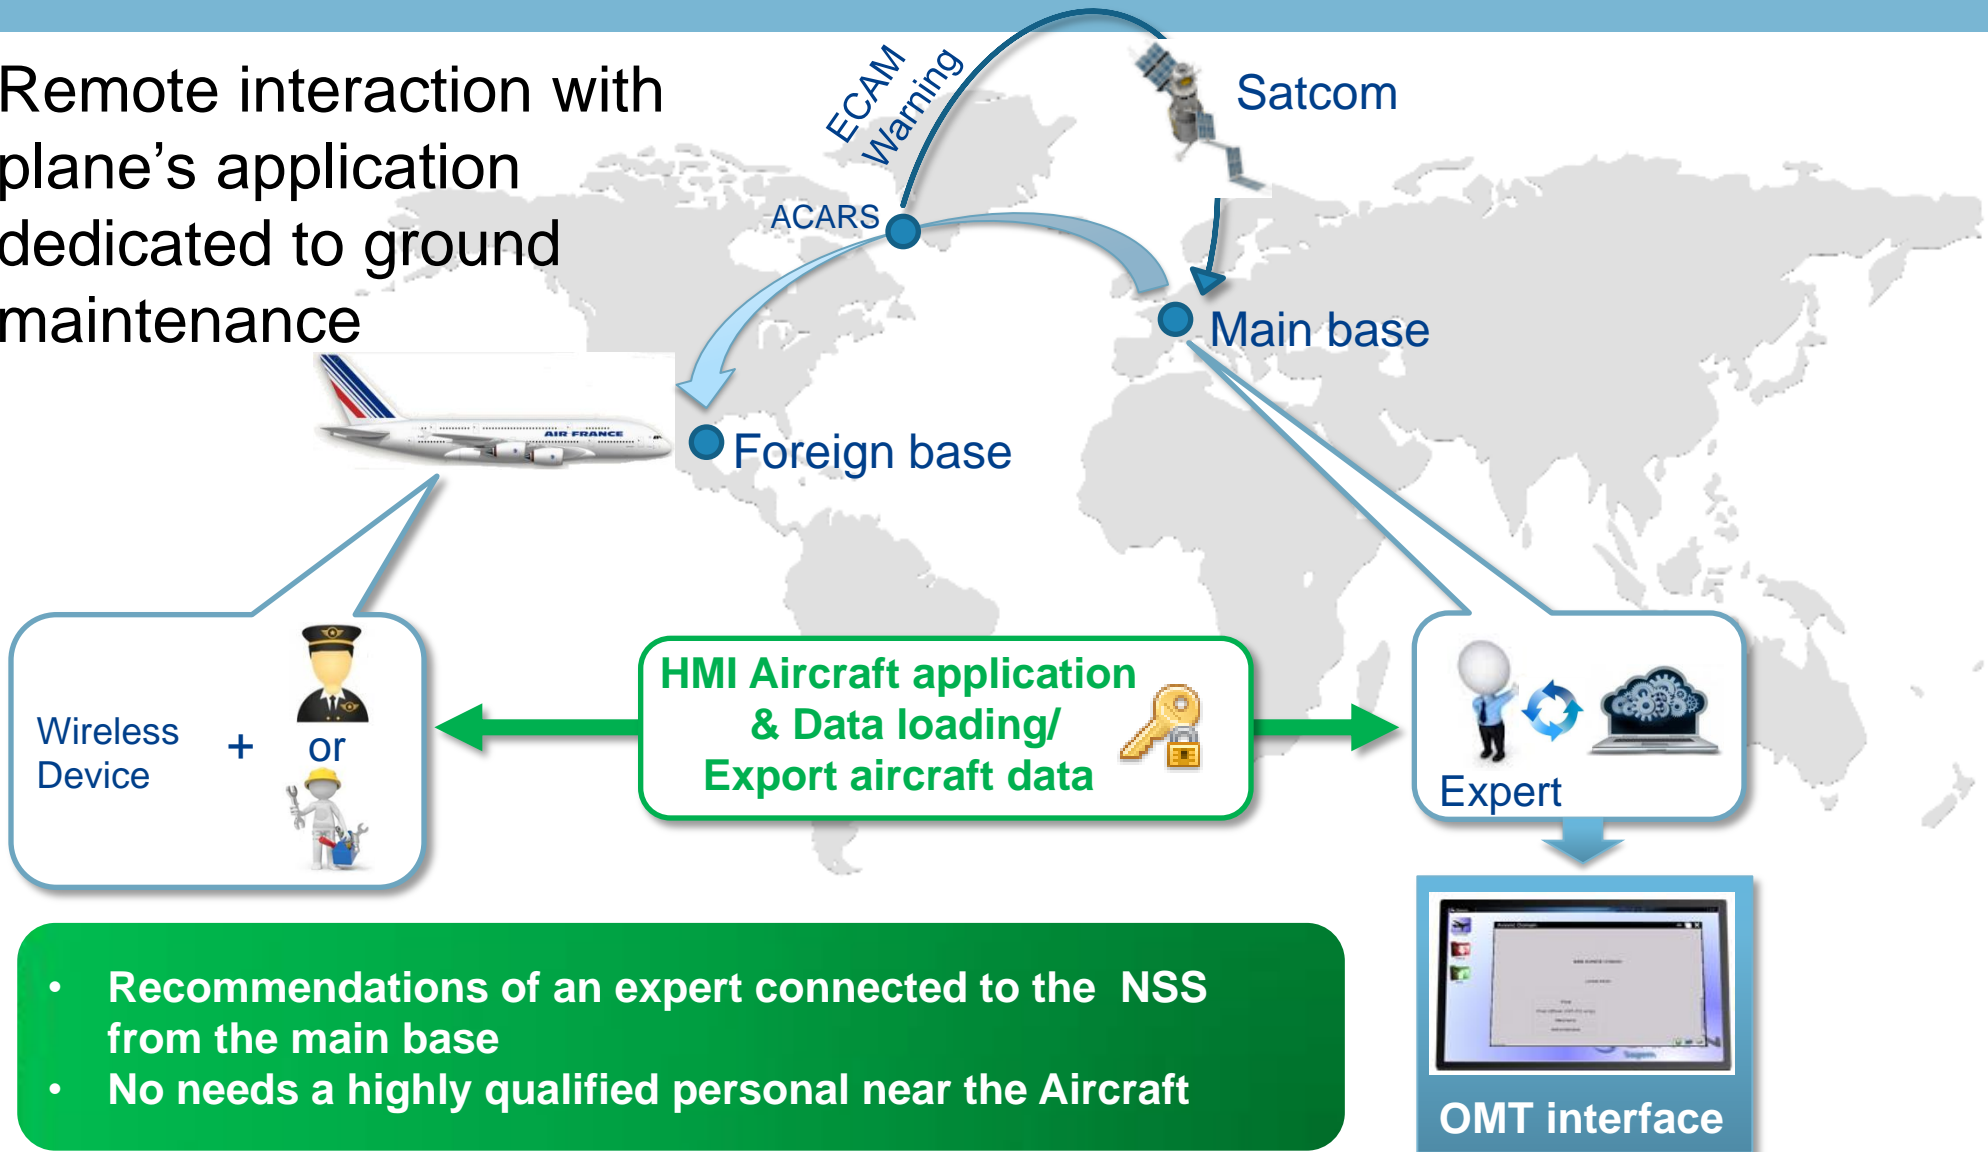 Remote interaction with
plane’s application
dedicated to ground
maintenance
ECAM
Warning
Satcom
ACARS
Main base
AIR FRANCE
Foreign base
Wireless
Device
+
or
HMI Aircraft application
& Data loading/
Export aircraft data
Expert
• Recommendations of an expert connected to the NSS
from the main base
• No needs a highly qualified personal near the Aircraft
Sagem
OMT interface